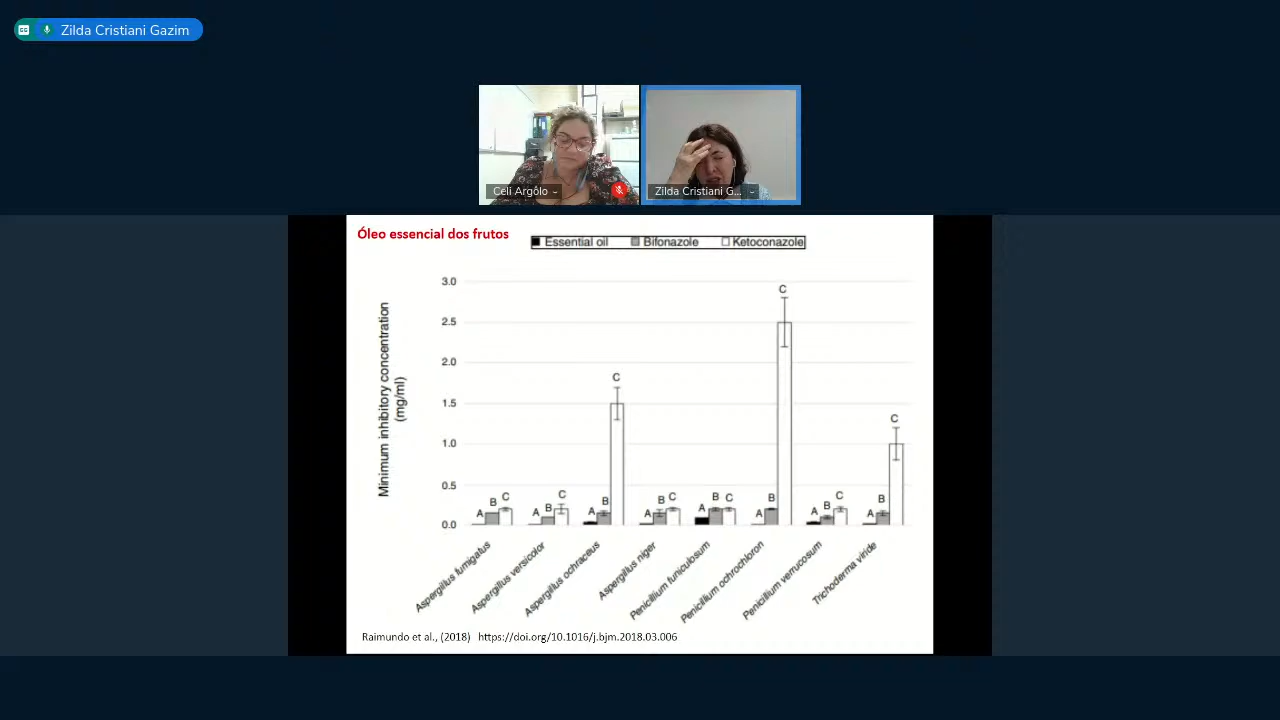 Zilda Cristiani Gazim
Celi Argôlo
Zilda Cristiani G...
Óleo essencial dos frutos
Essential oil Bifonazole Ketoconazole
Minimum inhibitory concentration
(mg/ml)
3.0
2.5
2.0
1.5
1.0
0.5
0.0
A B C
A B C
A B C
A B C
A B C
A B C
A B C
A B C
Aspergillus fumigatus
Aspergillus versicolor
Aspergillus ochraceus
Aspergillus niger
Penicillium funiculosum
Penicillium ochrochloron
Penicillium verrucosum
Trichoderma viride
Raimundo et al., (2018) https://doi.org/10.1016/j.bjm.2018.03.006